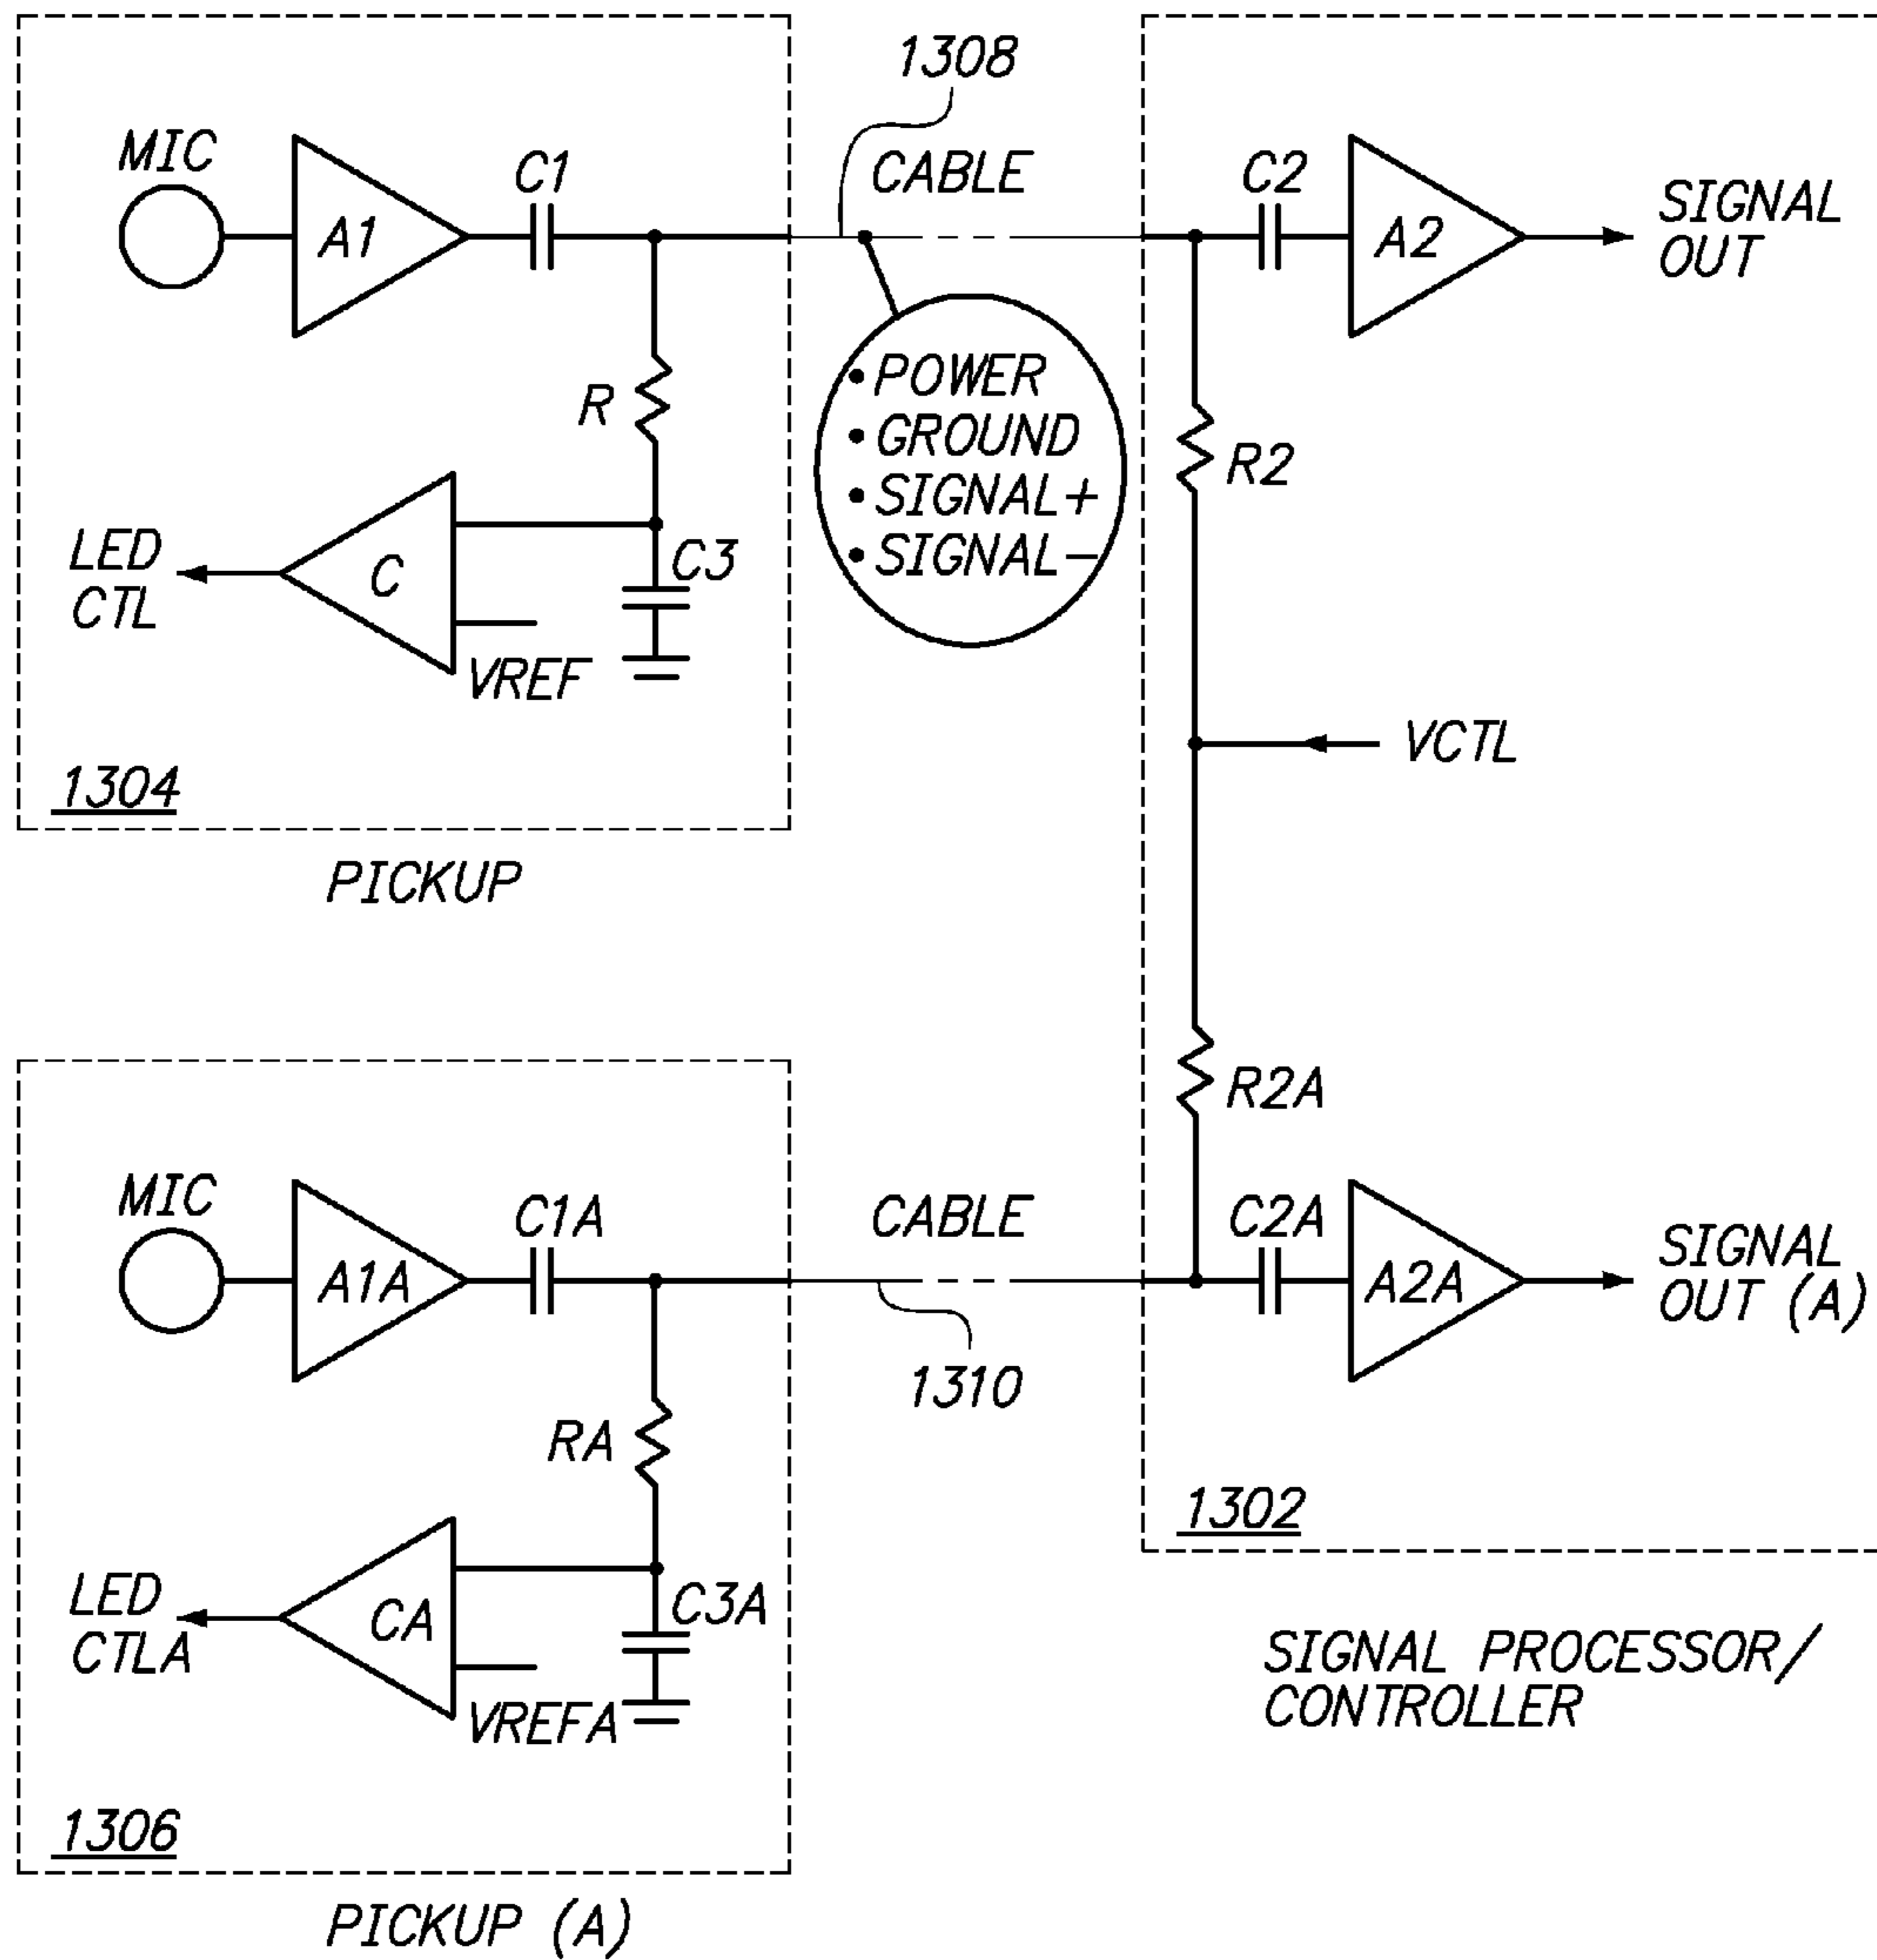 1308
MIC
C1
CABLE
C2
A1
A2
SIGNAL
OUT
POWER
GROUND
SIGNAL+
SIGNAL-
R
R2
LED
CTL
C
C3
VREF
VCTL
1304
PICKUP
R2A
MIC
C1A
CABLE
C2A
A1A
A2A
SIGNAL
OUT (A)
1310
RA
1302
LED
CTLA
CA
C3A
VREFA
SIGNAL PROCESSOR/
CONTROLLER
1306
PICKUP (A)